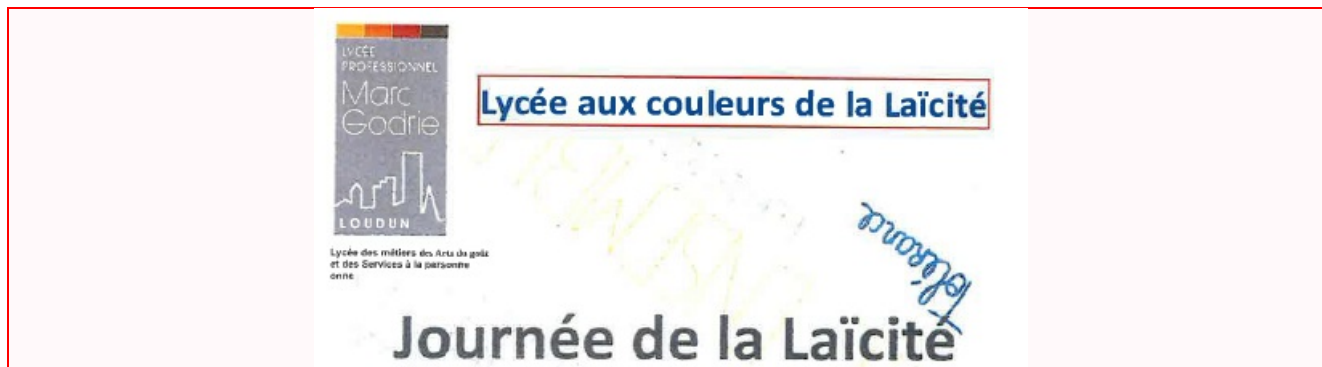 LYCÉE
PROFESSIONNEL
Marc
Godrie
LOUDUN
Lycée des métiers des Arts du goût
et des Services à la personne
onne
Lycée aux couleurs de la Laïcité
Tolérance
Journée de la Laïcité